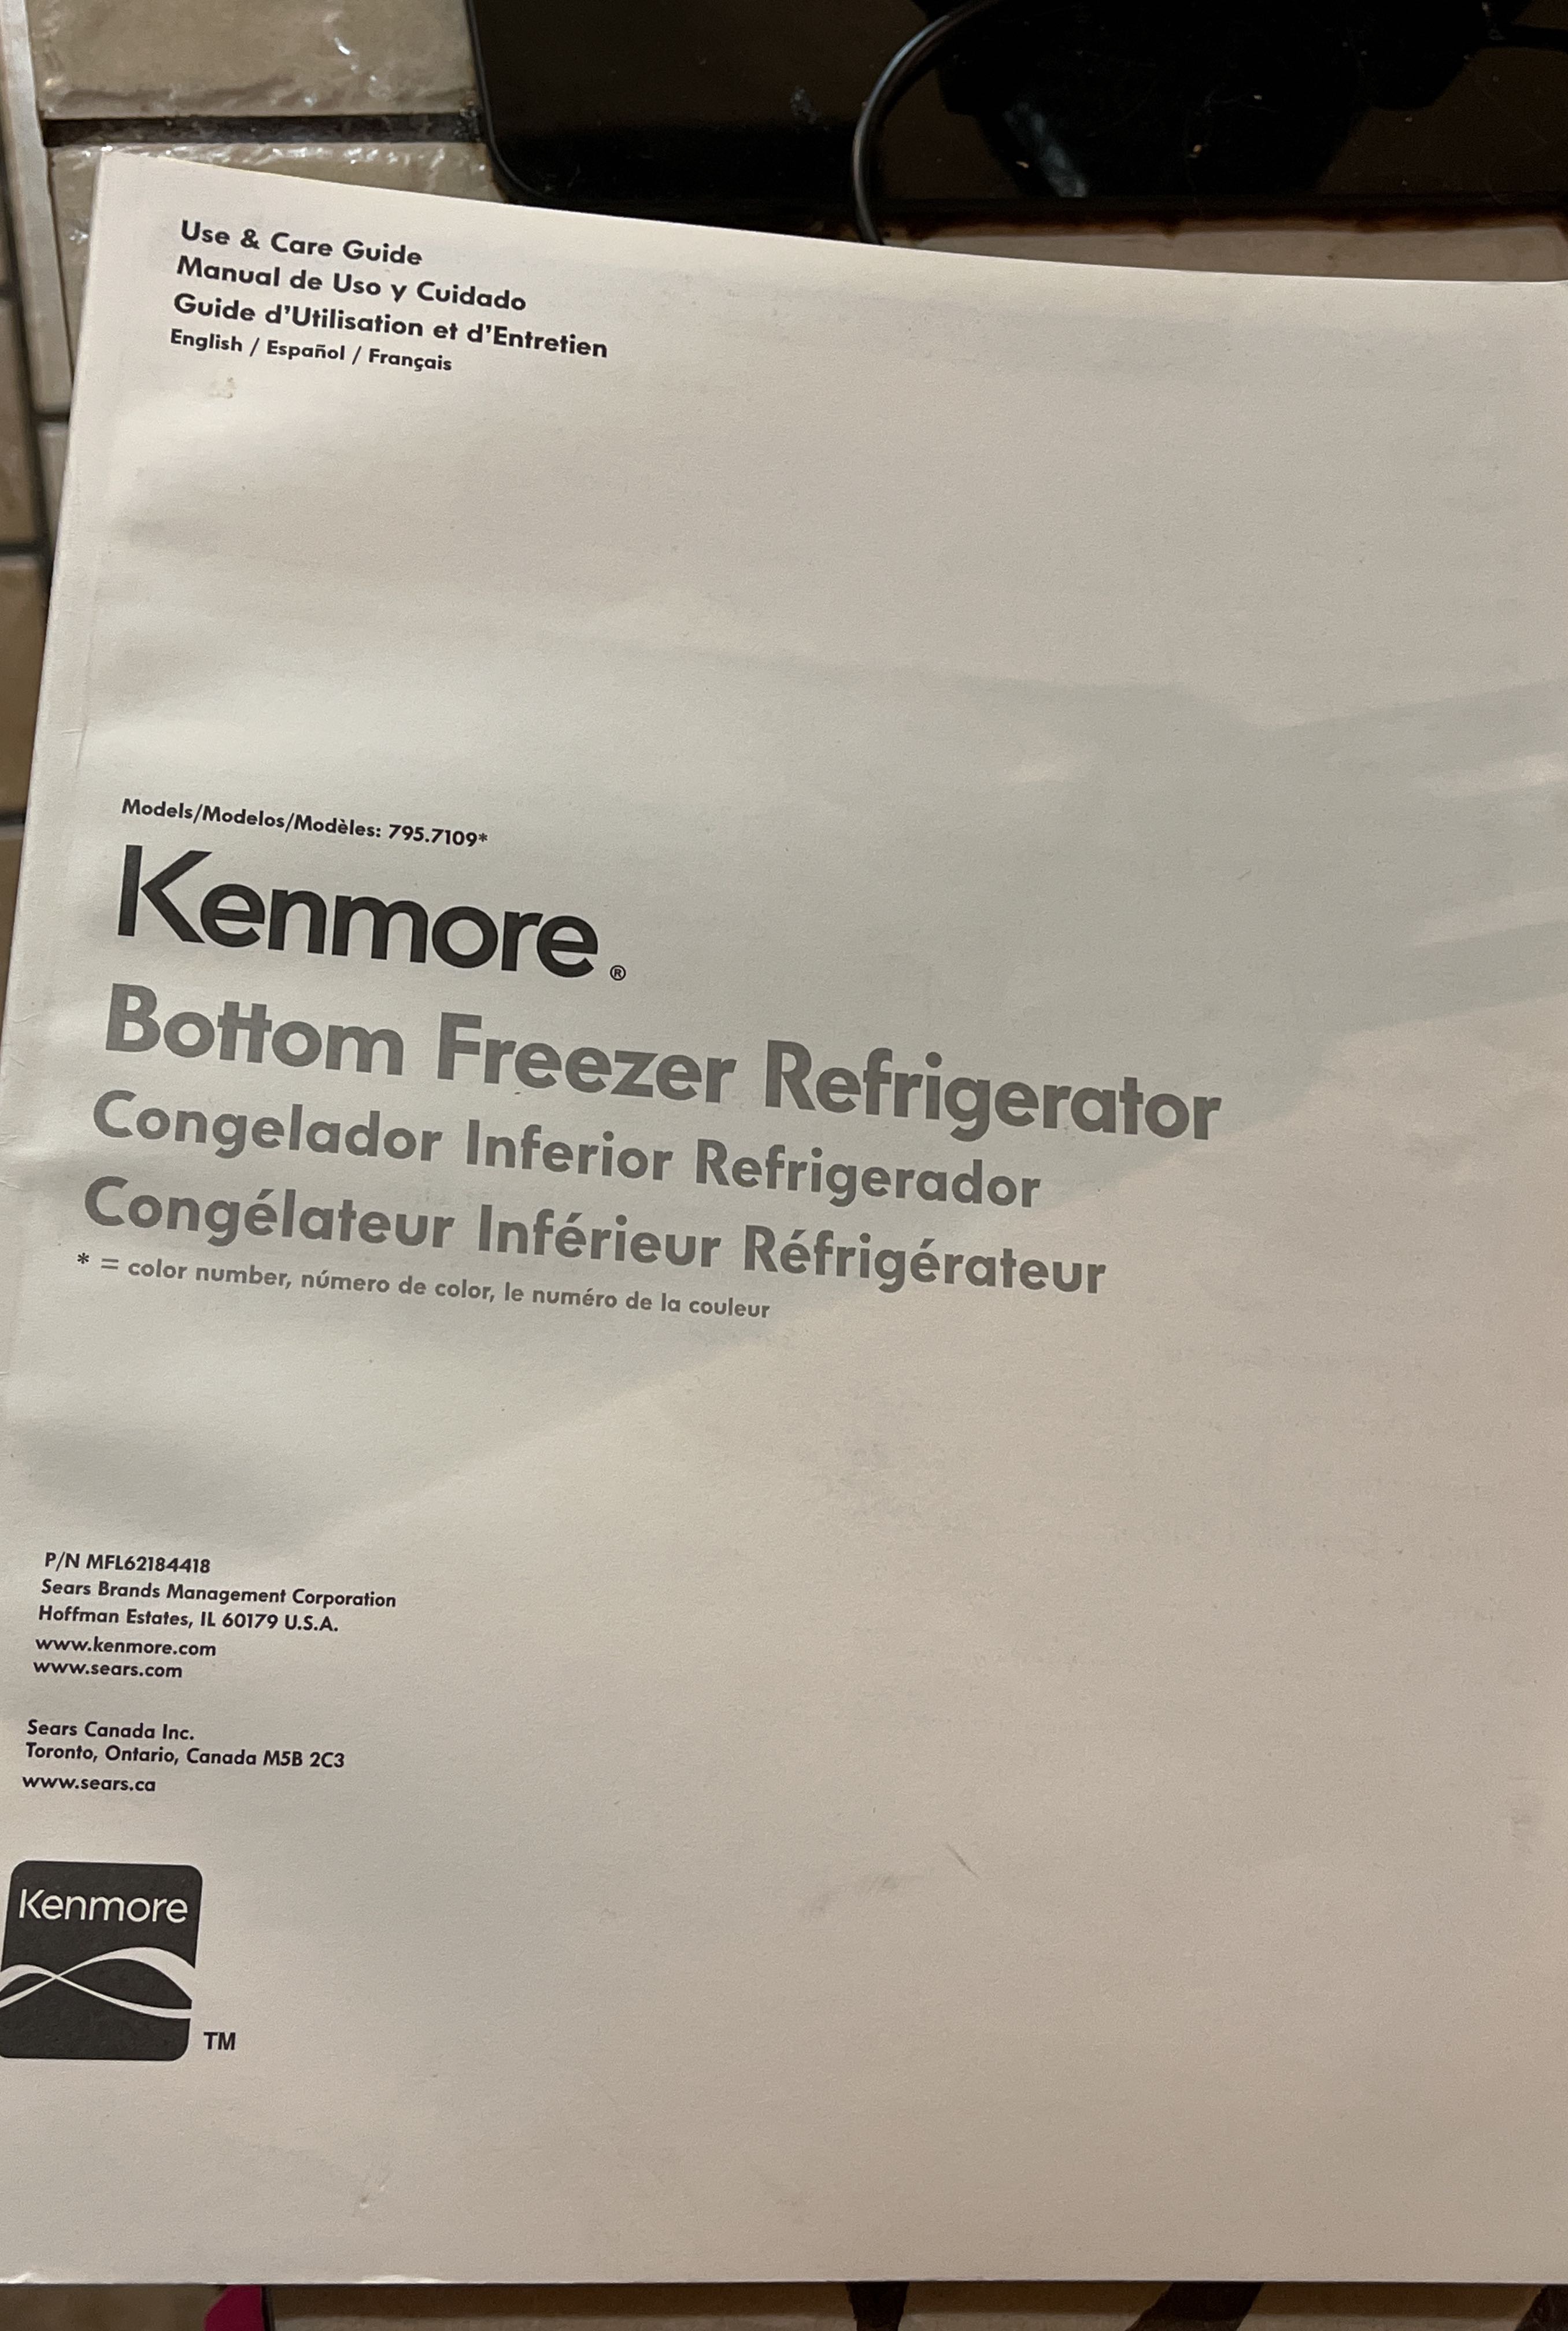 Use & Care Guide
Manual de Uso y Cuidado
Guide d'Utilisation et d'Entretien
English / Español / Français
Models/Modelos/Modèles: 795.7109*
Kenmore®
Bottom Freezer Refrigerator
Congelador Inferior Refrigerador
Congélateur Inférieur Réfrigérateur
* = color number, número de color, le numéro de la couleur
P/N MFL62184418
Sears Brands Management Corporation
Hoffman Estates, IL 60179 U.S.A.
www.kenmore.com
www.sears.com
Sears Canada Inc.
Toronto, Ontario, Canada M5B 2C3
www.sears.ca
Kenmore
TM